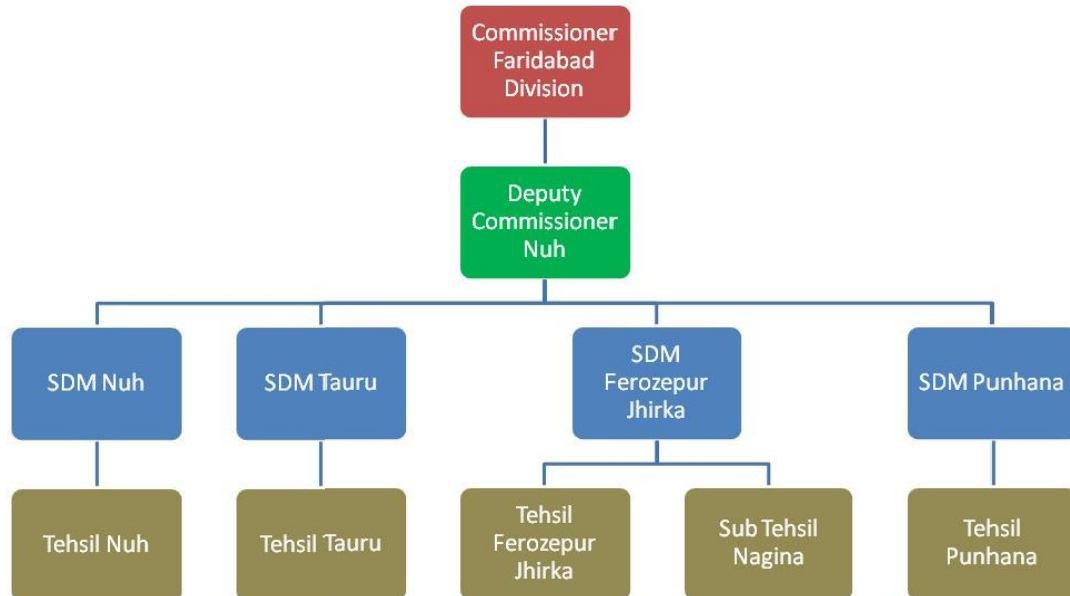 Commissioner
Faridabad
Division
Deputy
Commissioner
Nuh
SDM Nuh
SDM Tauru
SDM
Ferozepur
Jhirka
SDM Punhana
Tehsil Nuh
Tehsil Tauru
Tehsil
Ferozepur
Jhirka
Sub Tehsil
Nagina
Tehsil
Punhana